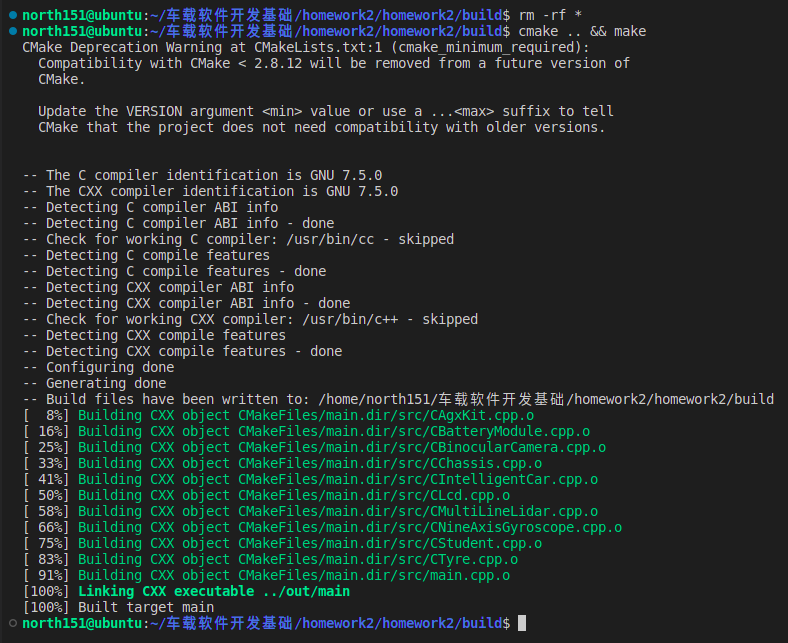 north151@ubuntu:~/车载软件开发基础/homework2/homework2/build$ rm -rf *
north151@ubuntu:~/车载软件开发基础/homework2/homework2/build$ cmake .. && make
CMake Deprecation Warning at CMakeLists.txt:1 (cmake_minimum_required):
  Compatibility with CMake < 2.8.12 will be removed from a future version of
  CMake.

  Update the VERSION argument <min> value or use a ...<max> suffix to tell
  CMake that the project does not need compatibility with older versions.


-- The C compiler identification is GNU 7.5.0
-- The CXX compiler identification is GNU 7.5.0
-- Detecting C compiler ABI info
-- Detecting C compiler ABI info - done
-- Check for working C compiler: /usr/bin/cc - skipped
-- Detecting C compile features
-- Detecting C compile features - done
-- Detecting CXX compiler ABI info
-- Detecting CXX compiler ABI info - done
-- Check for working CXX compiler: /usr/bin/c++ - skipped
-- Detecting CXX compile features
-- Detecting CXX compile features - done
-- Configuring done
-- Generating done
-- Build files have been written to: /home/north151/车载软件开发基础/homework2/homework2/build
[  8%] Building CXX object CMakeFiles/main.dir/src/CAgxKit.cpp.o
[ 16%] Building CXX object CMakeFiles/main.dir/src/CBatteryModule.cpp.o
[ 25%] Building CXX object CMakeFiles/main.dir/src/CBinocularCamera.cpp.o
[ 33%] Building CXX object CMakeFiles/main.dir/src/CChassis.cpp.o
[ 41%] Building CXX object CMakeFiles/main.dir/src/CIntelligentCar.cpp.o
[ 50%] Building CXX object CMakeFiles/main.dir/src/CLcd.cpp.o
[ 58%] Building CXX object CMakeFiles/main.dir/src/CMultiLineLidar.cpp.o
[ 66%] Building CXX object CMakeFiles/main.dir/src/CNineAxisGyroscope.cpp.o
[ 75%] Building CXX object CMakeFiles/main.dir/src/CStudent.cpp.o
[ 83%] Building CXX object CMakeFiles/main.dir/src/CTyre.cpp.o
[ 91%] Building CXX object CMakeFiles/main.dir/src/main.cpp.o
[100%] Linking CXX executable ../out/main
[100%] Built target main
north151@ubuntu:~/车载软件开发基础/homework2/homework2/build$